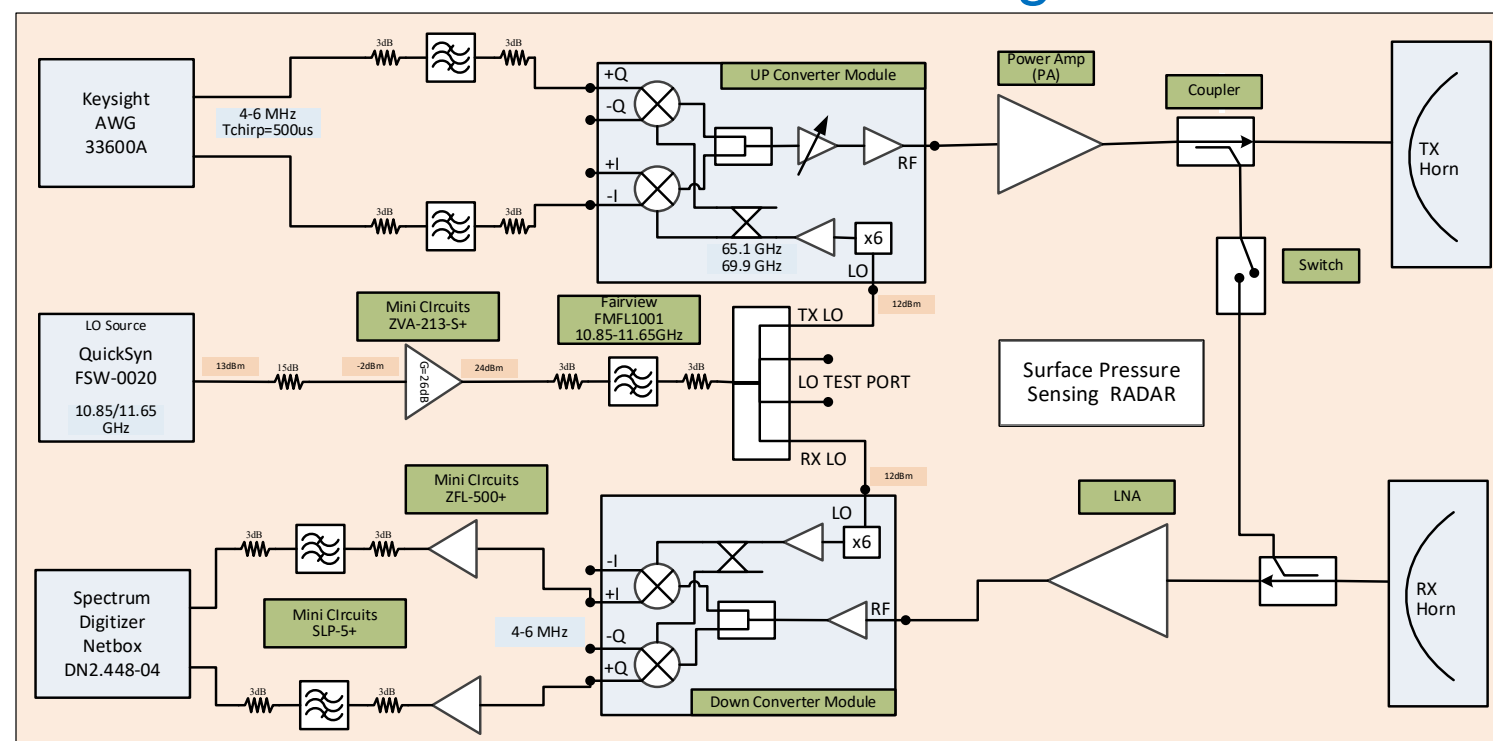 3dB
3dB
Keysight
AWG
33600A
4-6 MHz
Tchirp=500us
3dB
3dB
+Q
-Q
+I
-I
UP Converter Module
RF
65.1 GHz
69.9 GHz
x6
LO
Power Amp
(PA)
Coupler
TX
Horn
Switch
LO Source
QuickSyn
FSW-0020
10.85/11.65
GHz
13dBm
15dB
-2dBm
Mini CIrcuits
ZVA-213-S+
G=26dB
24dBm
3dB
Fairview
FMFL1001
10.85-11.65GHz
3dB
TX LO
12dBm
LO TEST PORT
RX LO
12dBm
Surface Pressure
Sensing RADAR
Mini CIrcuits
ZFL-500+
3dB
3dB
Spectrum
Digitizer
Netbox
DN2.448-04
Mini CIrcuits
SLP-5+
3dB
3dB
4-6 MHz
-I
+I
-Q
+Q
LO
x6
RF
Down Converter Module
LNA
RX
Horn